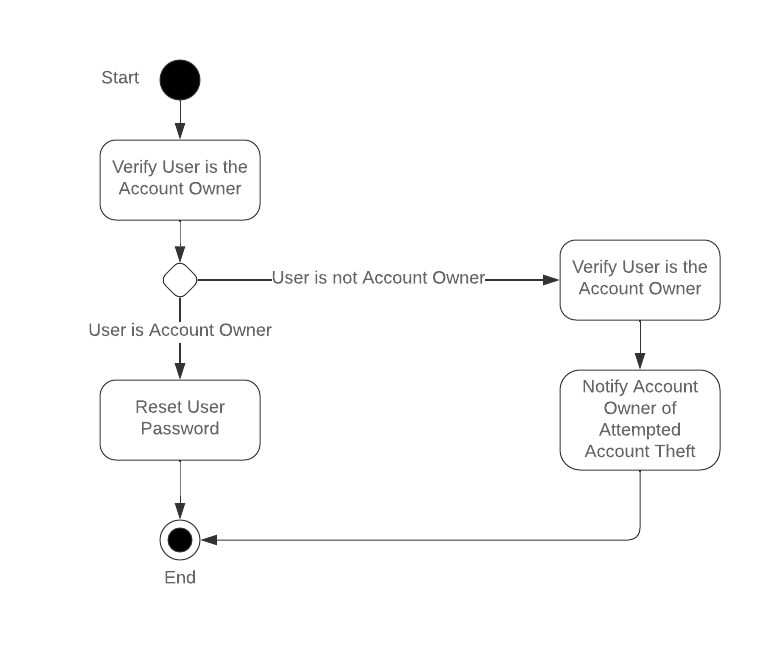 Start
Verify User is the
Account Owner
User is not Account Owner
Verify User is the
Account Owner
User is Account Owner
Reset User
Password
Notify Account
Owner of
Attempted
Account Theft
End